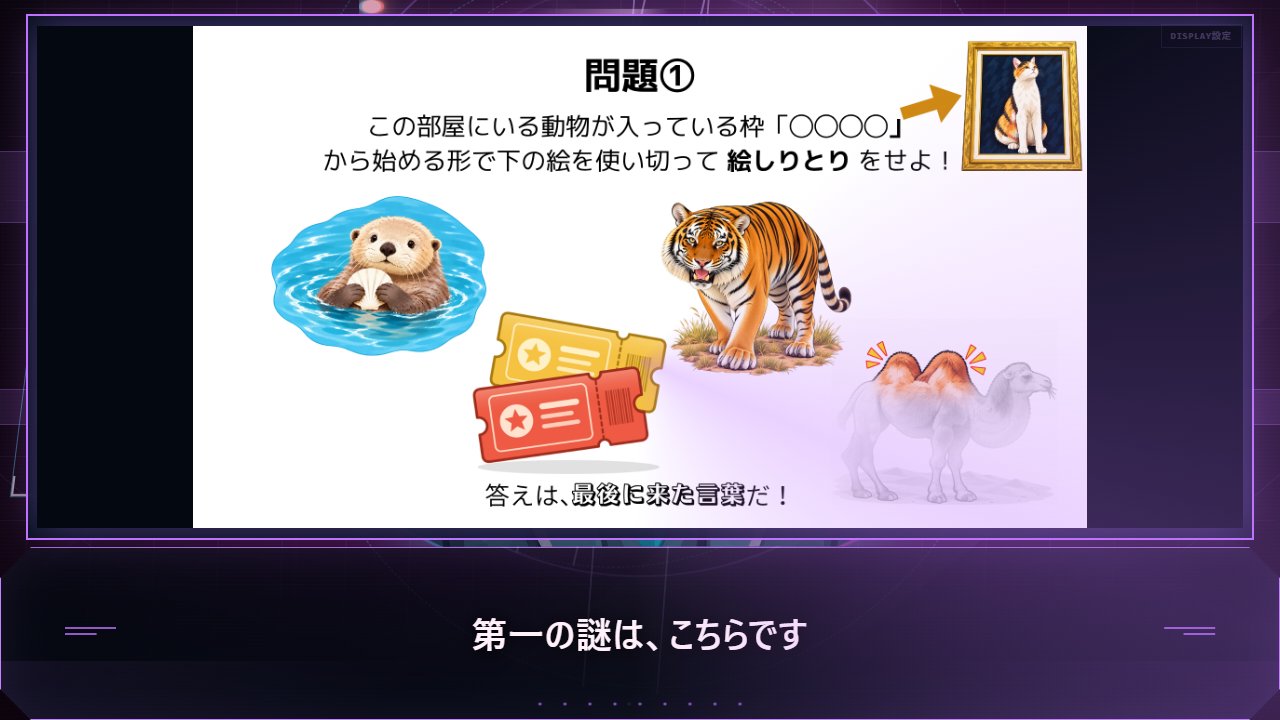 DISPLAY設定
問題①
この部屋にいる動物が入っている枠「〇〇〇〇」
から始める形で下の絵を使い切って 絵しりとり をせよ！
答えは、最後に来た言葉だ！
第一の謎は、こちらです